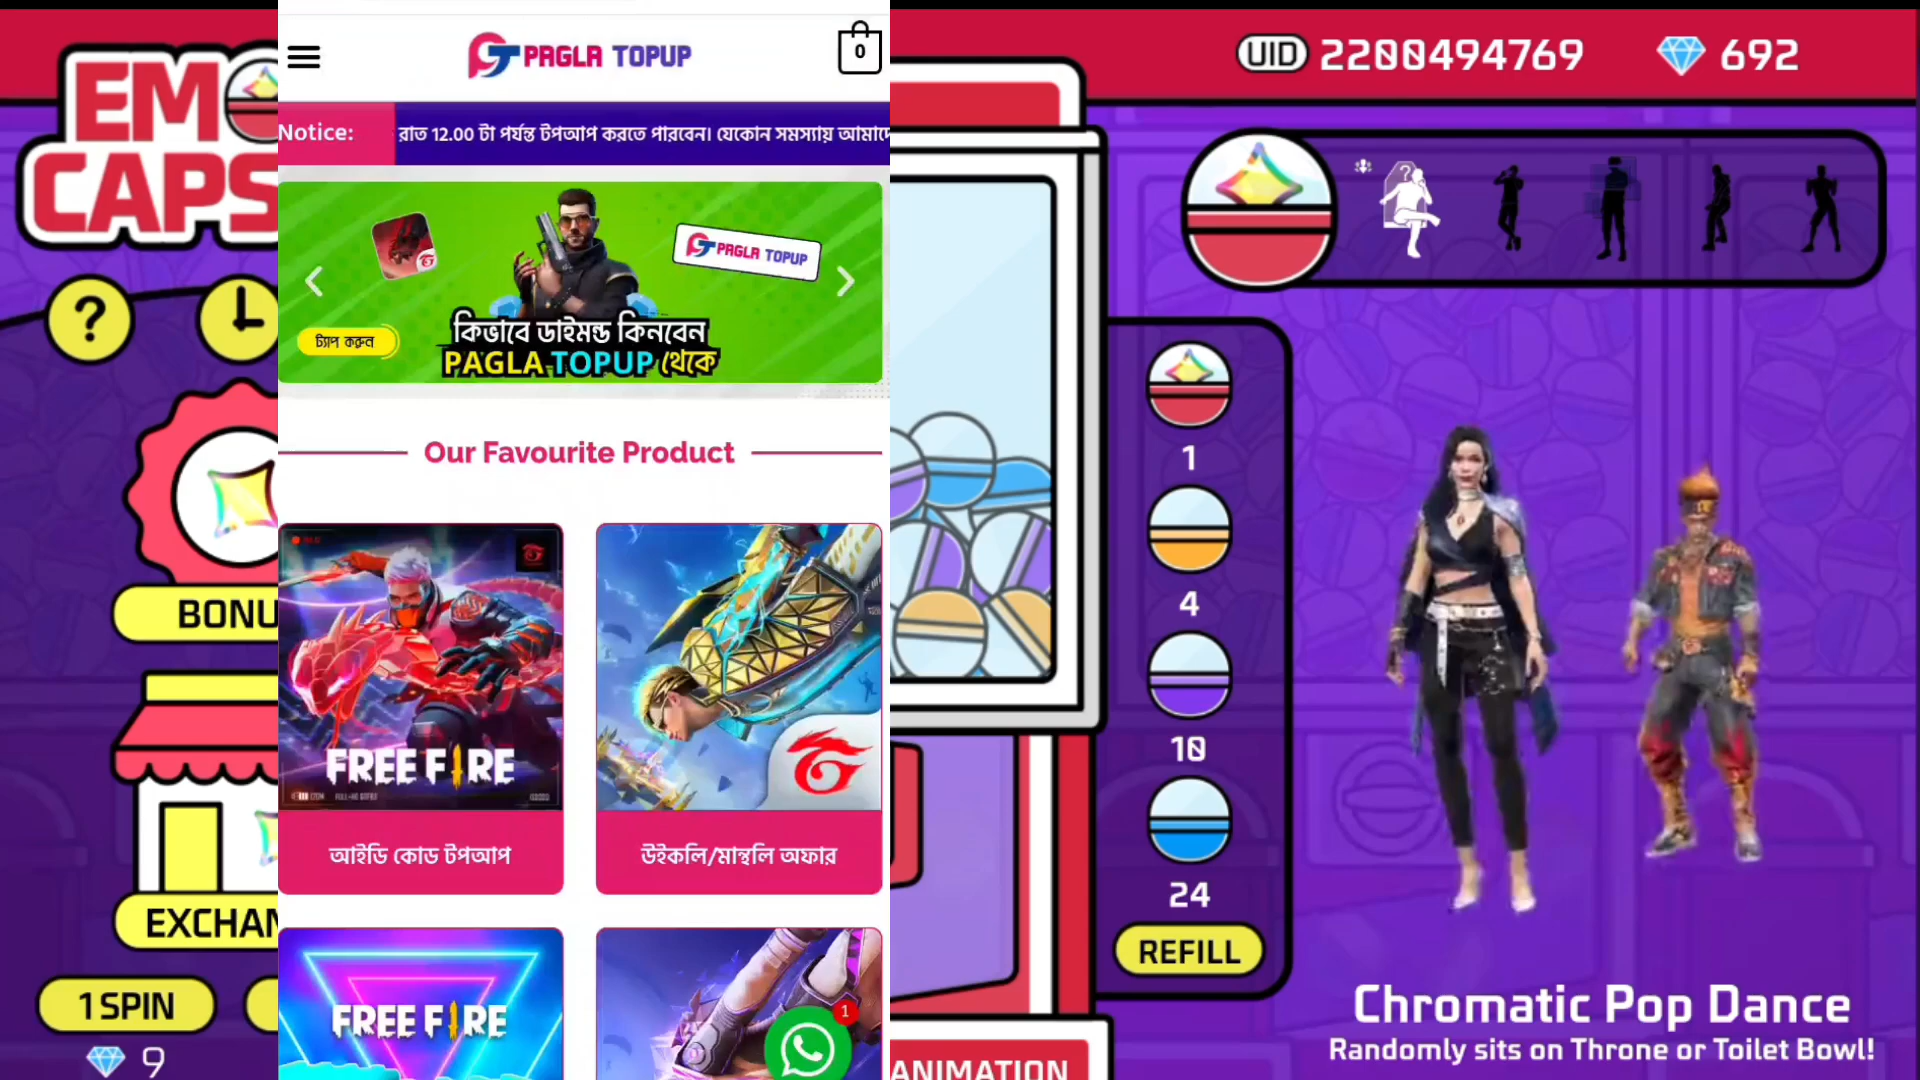 EM
CAPS
?
BONU
EXCHAN
1 SPIN
9
PAGLA TOPUP
0
Notice:
রাত 12.00 টা পর্যন্ত টপআপ করতে পারবেন। যেকোন সমস্যায় আমাদে
PAGLA TOPUP
ট্যাপ করুন
কিভাবে ডাইমন্ড কিনবেন
PAGLA TOPUP থেকে
Our Favourite Product
FREE FIRE
আইডি কোড টপআপ
উইকলি/মান্থলি অফার
FREE FIRE
1
UID 2200494769
692
?
1
4
10
24
REFILL
ANIMATION
Chromatic Pop Dance
Randomly sits on Throne or Toilet Bowl!